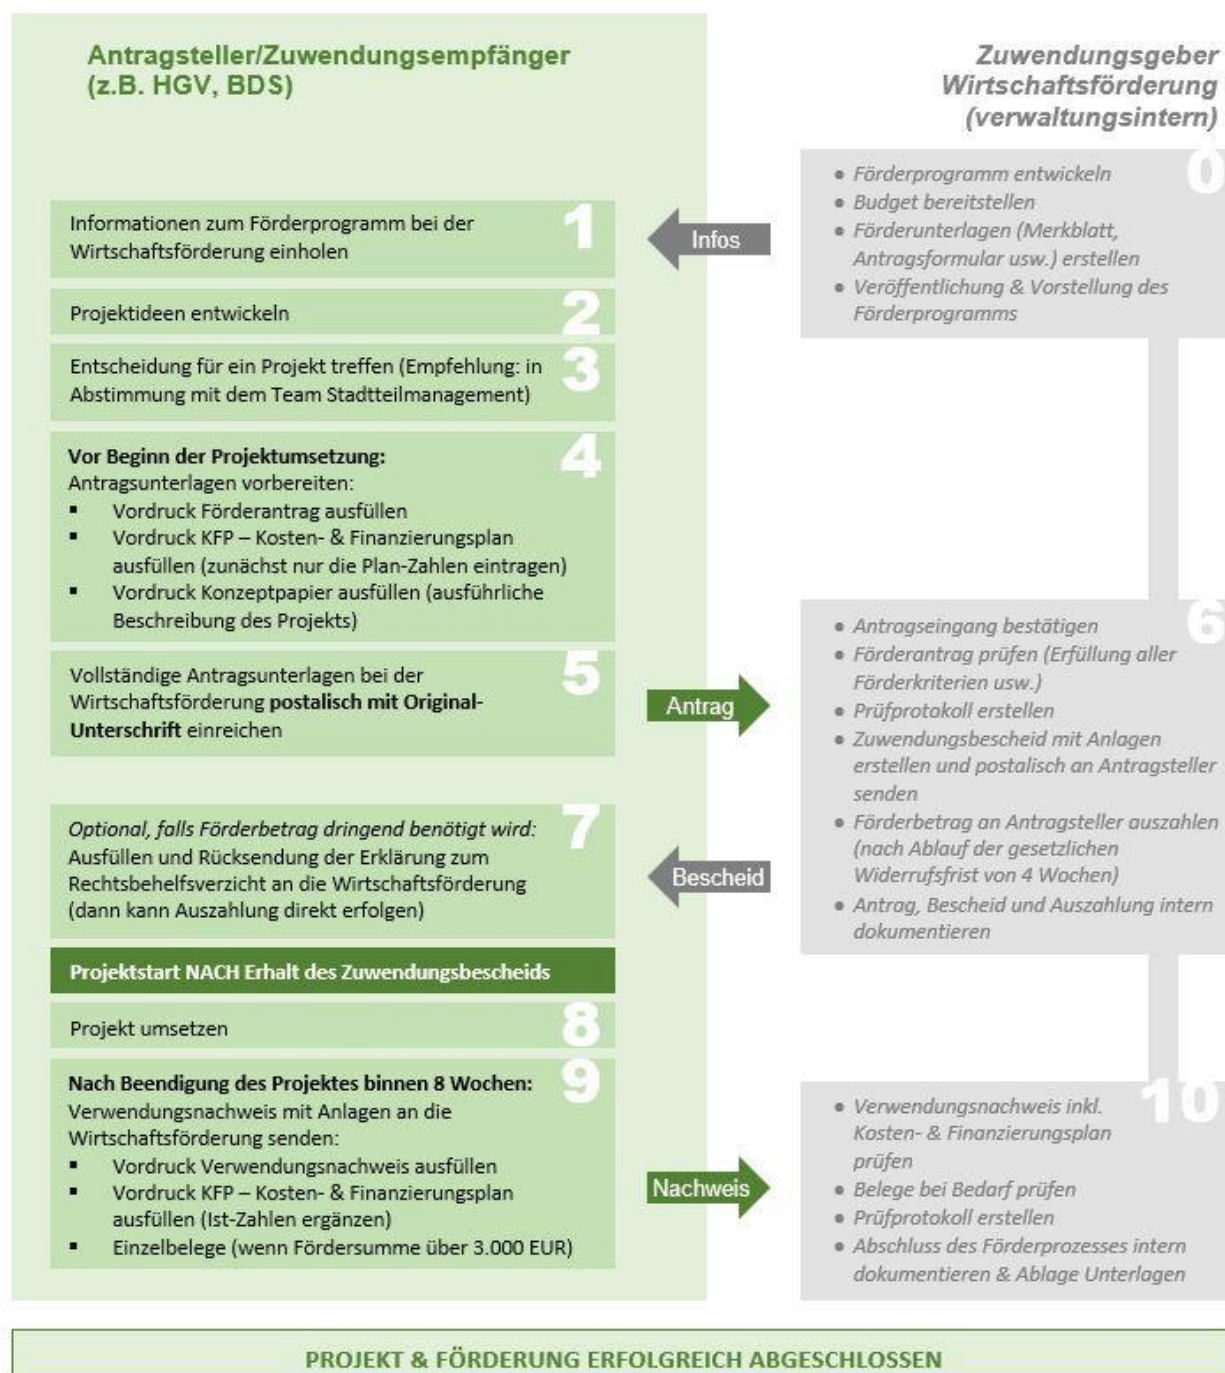 Antragsteller/Zuwendungsempfänger
(z.B. HGV, BDS)
Zuwendungsgeber
Wirtschaftsförderung
(verwaltungsintern)
0
● Förderprogramm entwickeln
● Budget bereitstellen
● Förderunterlagen (Merkblatt,
Antragsformular usw.) erstellen
● Veröffentlichung & Vorstellung des
Förderprogramms
Infos
1
Informationen zum Förderprogramm bei der
Wirtschaftsförderung einholen
2
Projektideen entwickeln
3
Entscheidung für ein Projekt treffen (Empfehlung: in
Abstimmung mit dem Team Stadtteilmanagement)
4
Vor Beginn der Projektumsetzung:
Antragsunterlagen vorbereiten:
▪ Vordruck Förderantrag ausfüllen
▪ Vordruck KFP – Kosten- & Finanzierungsplan
ausfüllen (zunächst nur die Plan-Zahlen eintragen)
▪ Vordruck Konzeptpapier ausfüllen (ausführliche
Beschreibung des Projekts)
5
Vollständige Antragsunterlagen bei der
Wirtschaftsförderung postalisch mit Original-
Unterschrift einreichen
Antrag
6
● Antragseingang bestätigen
● Förderantrag prüfen (Erfüllung aller
Förderkriterien usw.)
● Prüfprotokoll erstellen
● Zuwendungsbescheid mit Anlagen
erstellen und postalisch an Antragsteller
senden
● Förderbetrag an Antragsteller auszahlen
(nach Ablauf der gesetzlichen
Widerrufsfrist von 4 Wochen)
● Antrag, Bescheid und Auszahlung intern
dokumentieren
Bescheid
7
Optional, falls Förderbetrag dringend benötigt wird:
Ausfüllen und Rücksendung der Erklärung zum
Rechtsbehelfsverzicht an die Wirtschaftsförderung
(dann kann Auszahlung direkt erfolgen)
Projektstart NACH Erhalt des Zuwendungsbescheids
8
Projekt umsetzen
9
Nach Beendigung des Projektes binnen 8 Wochen:
Verwendungsnachweis mit Anlagen an die
Wirtschaftsförderung senden:
▪ Vordruck Verwendungsnachweis ausfüllen
▪ Vordruck KFP – Kosten- & Finanzierungsplan
ausfüllen (Ist-Zahlen ergänzen)
▪ Einzelbelege (wenn Fördersumme über 3.000 EUR)
Nachweis
10
● Verwendungsnachweis inkl.
Kosten- & Finanzierungsplan
prüfen
● Belege bei Bedarf prüfen
● Prüfprotokoll erstellen
● Abschluss des Förderprozesses intern
dokumentieren & Ablage Unterlagen
PROJEKT & FÖRDERUNG ERFOLGREICH ABGESCHLOSSEN